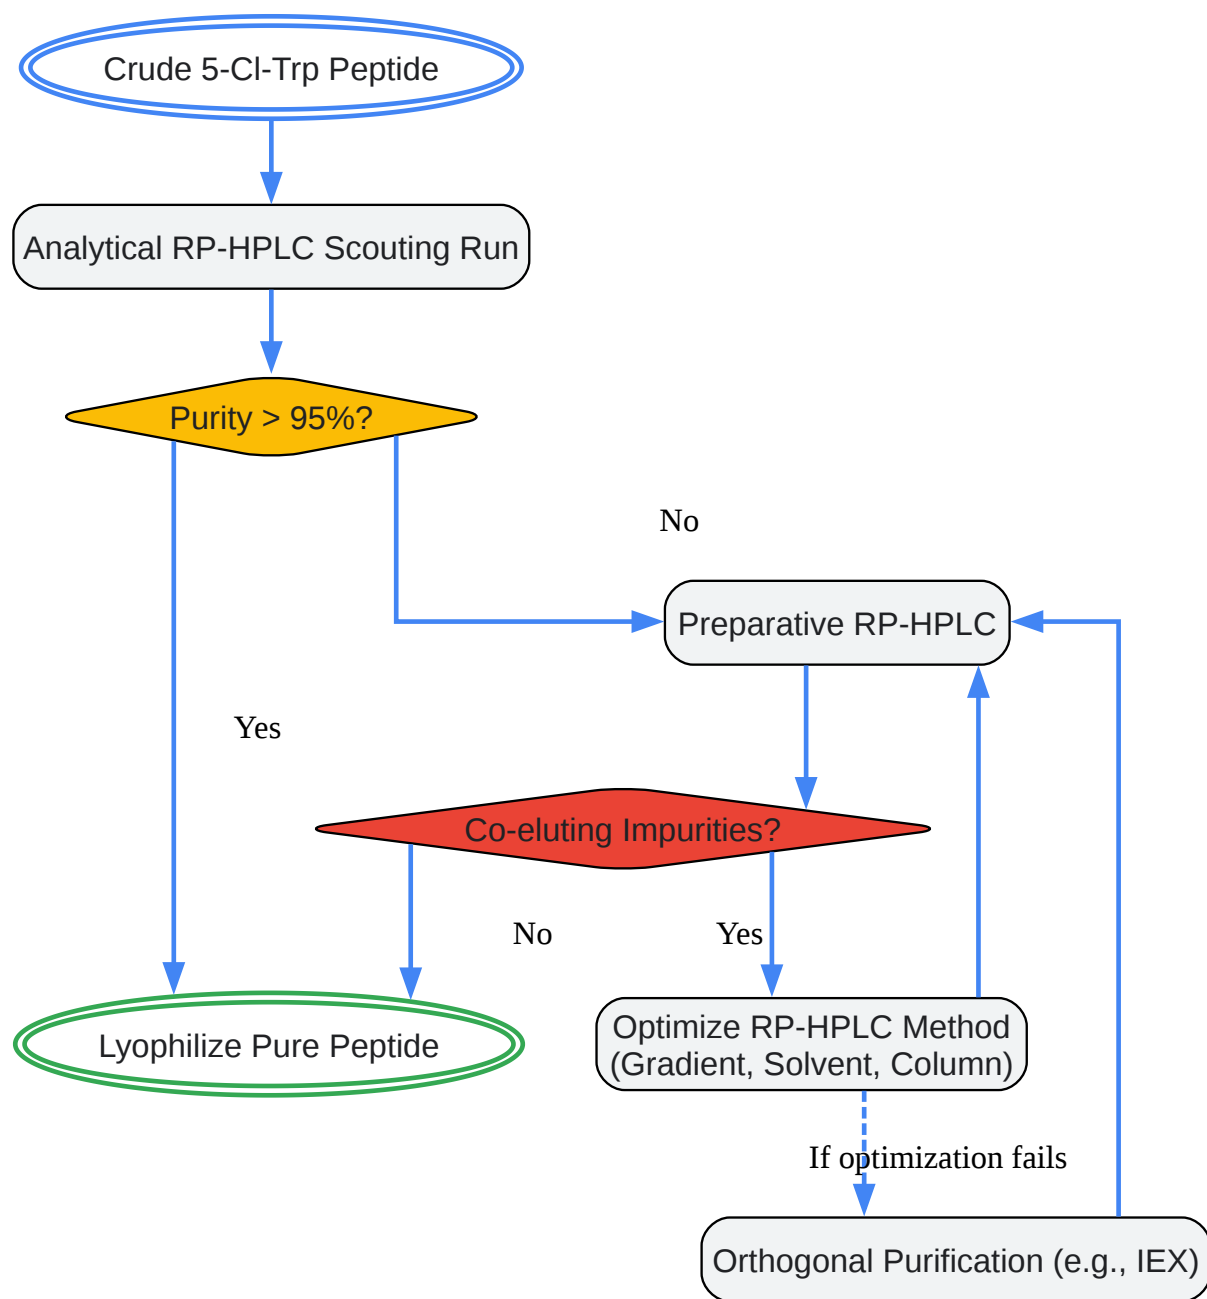 Crude 5-Cl-Trp Peptide
Analytical RP-HPLC Scouting Run
Purity > 95%?
No
Preparative RP-HPLC
Yes
Co-eluting Impurities?
No
Yes
Optimize RP-HPLC Method
(Gradient, Solvent, Column)
Lyophilize Pure Peptide
If optimization fails
Orthogonal Purification (e.g., IEX)